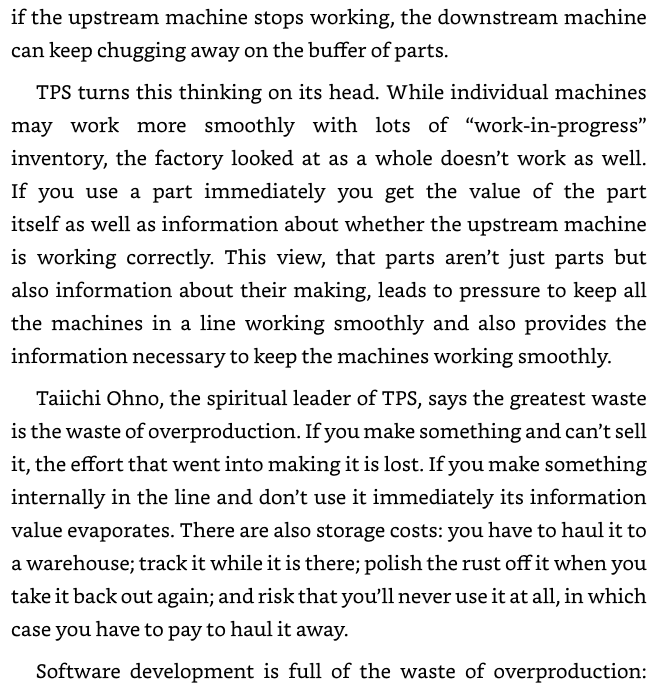 if the upstream machine stops working, the downstream machine
can keep chugging away on the buffer of parts.
TPS turns this thinking on its head. While individual machines
may work more smoothly with lots of “work-in-progress”
inventory, the factory looked at as a whole doesn’t work as well.
If you use a part immediately you get the value of the part
itself as well as information about whether the upstream machine
is working correctly. This view, that parts aren’t just parts but
also information about their making, leads to pressure to keep all
the machines in a line working smoothly and also provides the
information necessary to keep the machines working smoothly.
Taiichi Ohno, the spiritual leader of TPS, says the greatest waste
is the waste of overproduction. If you make something and can’t sell
it, the effort that went into making it is lost. If you make something
internally in the line and don’t use it immediately its information
value evaporates. There are also storage costs: you have to haul it to
a warehouse; track it while it is there; polish the rust off it when you
take it back out again; and risk that you’ll never use it at all, in which
case you have to pay to haul it away.
Software development is full of the waste of overproduction: